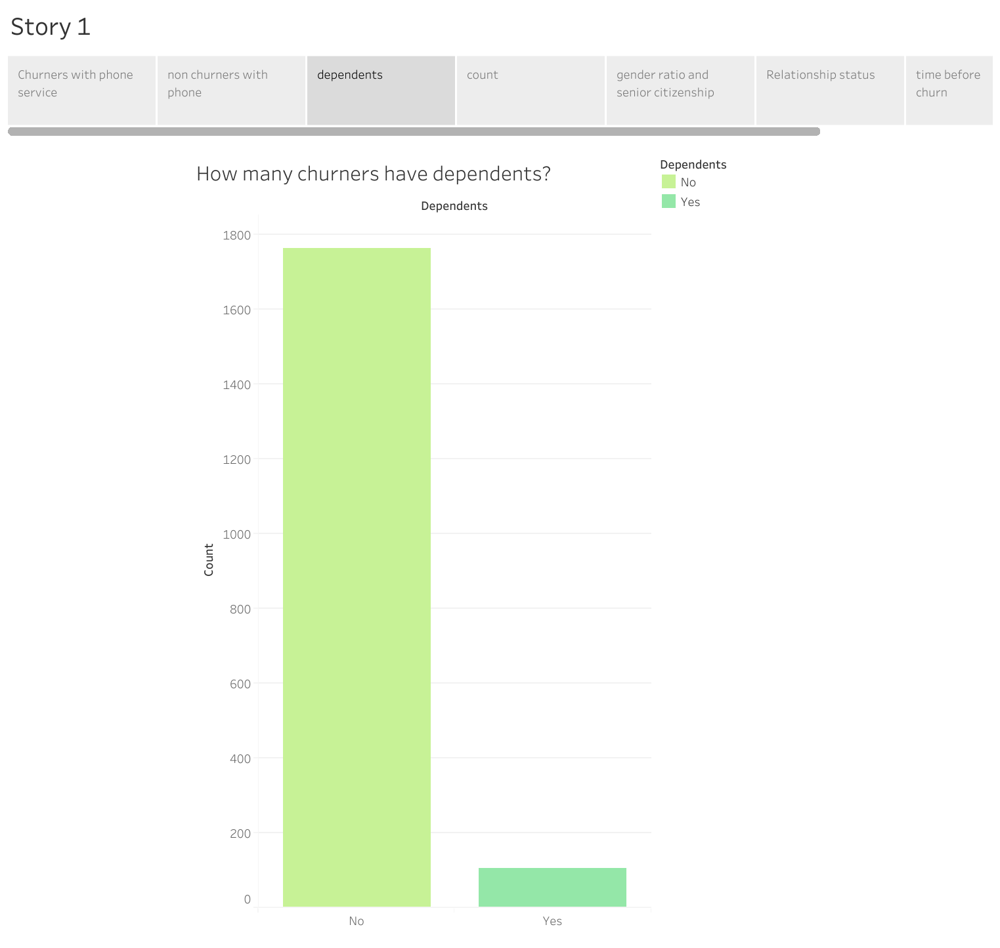 Story 1
Churners with phone
service
non churners with
phone
dependents
count
gender ratio and
senior citizenship
Relationship status
time before
churn
How many churners have dependents?
Dependents
No
Yes
Dependents
1800
1600
1400
1200
1000
800
600
400
200
0
Count
No
Yes